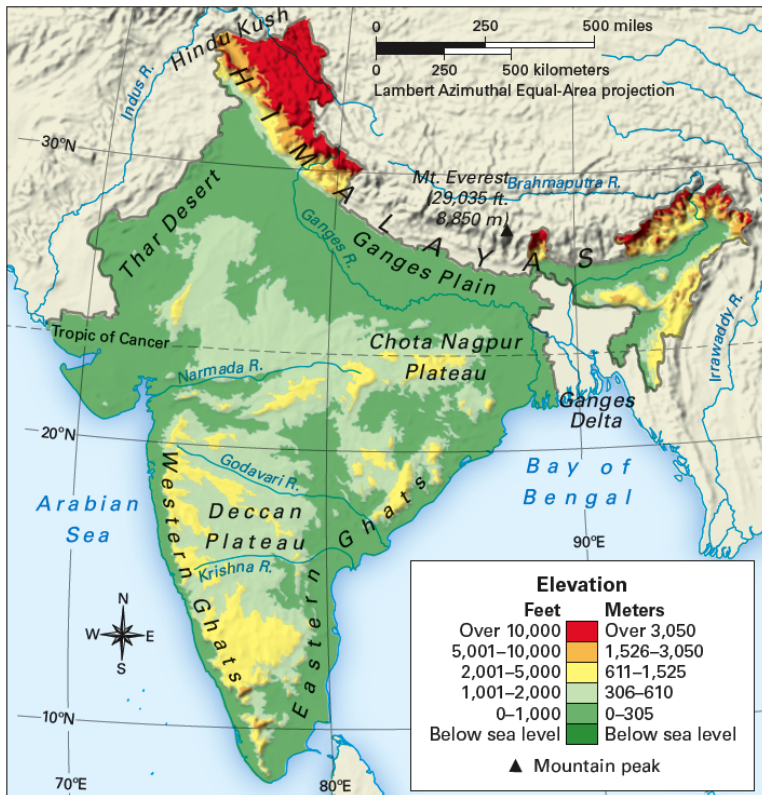 Hindu Kush
0 250 500 miles
0 250 500 kilometers
Lambert Azimuthal Equal-Area projection
Indus R.
HIMALAYAS
30°N
Mt. Everest
(29,035 ft.
8,850 m)
Brahmaputra R.
Thar Desert
Ganges R.
Ganges Plain
Tropic of Cancer
Chota Nagpur
Plateau
Irrawaddy R.
Narmada R.
Ganges
Delta
20°N
Godavari R.
Bay of
Bengal
Arabian
Sea
Western Ghats
Deccan
Plateau
Eastern Ghats
Krishna R.
90°E
N
W E
S
10°N
70°E
80°E
Elevation
Feet Meters
Over 10,000 Over 3,050
5,001–10,000 1,526–3,050
2,001–5,000 611–1,525
1,001–2,000 306–610
0–1,000 0–305
Below sea level Below sea level
Mountain peak